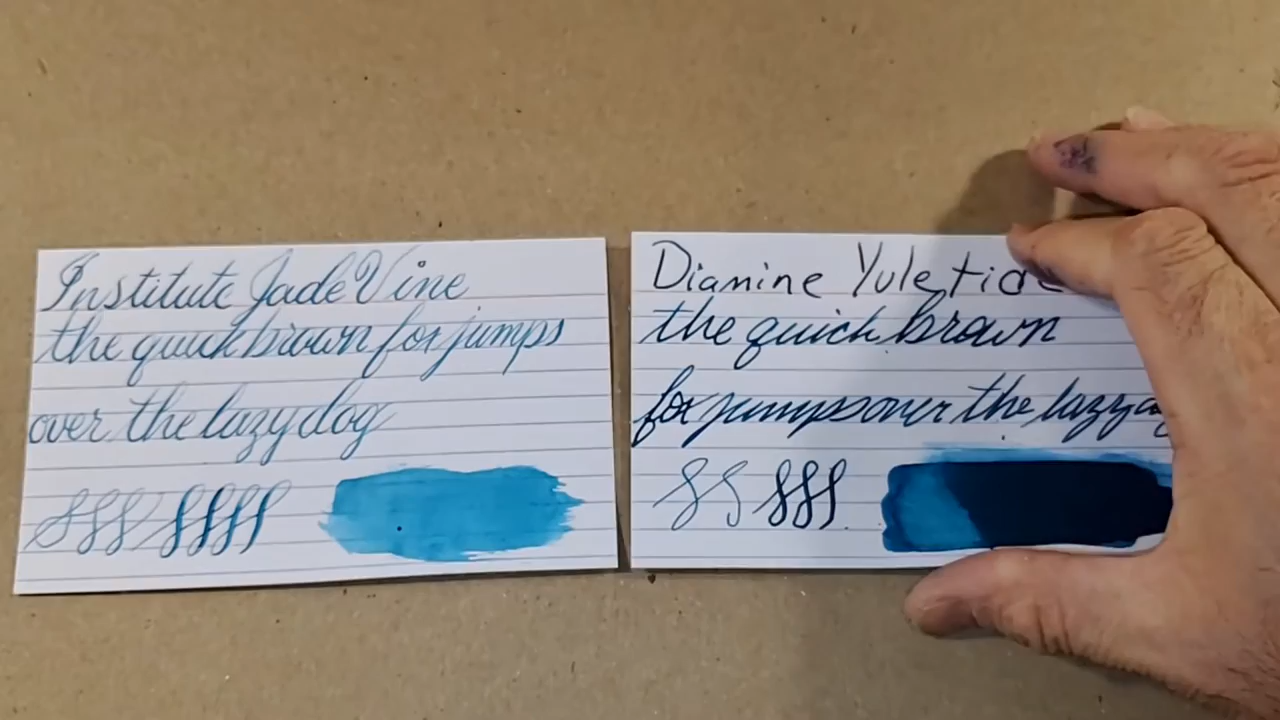 Institute Jade Vine
the quick brown fox jumps
over the lazy dog
Diamine Yuletide
the quick brown
fox jumps over the lazy